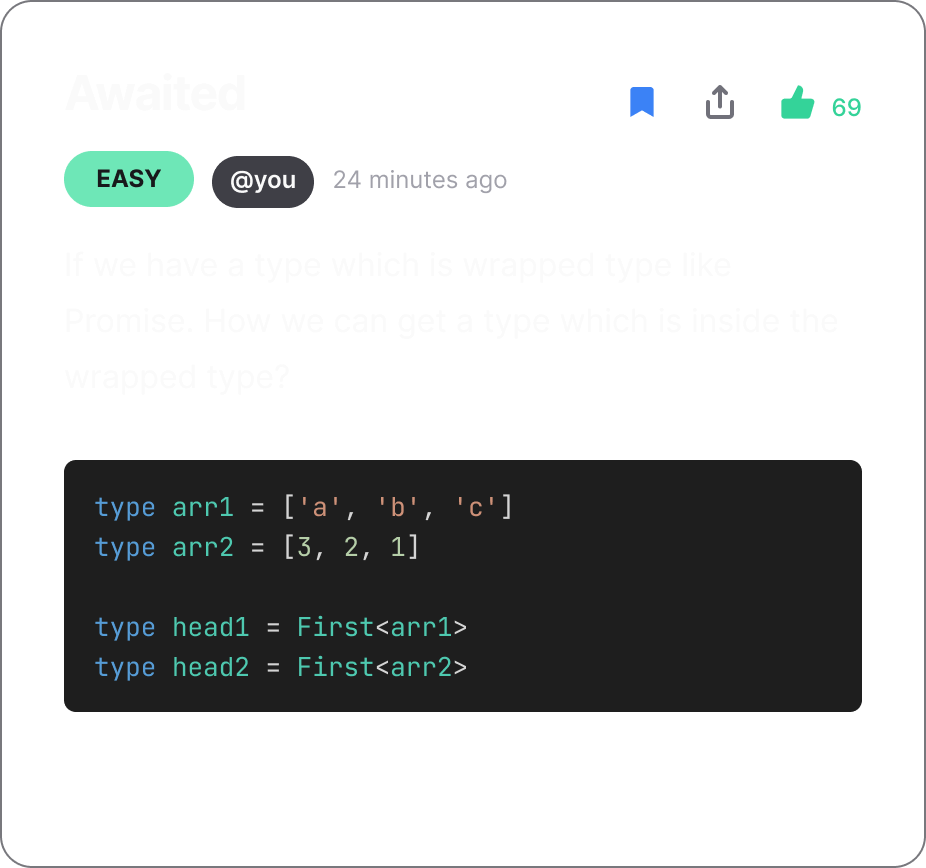 Awaited
69
EASY @you 24 minutes ago
If we have a type which is wrapped type like
Promise. How we can get a type which is inside the
wrapped type?
type arr1 = ['a', 'b', 'c']
type arr2 = [3, 2, 1]
type head1 = First<arr1>
type head2 = First<arr2>